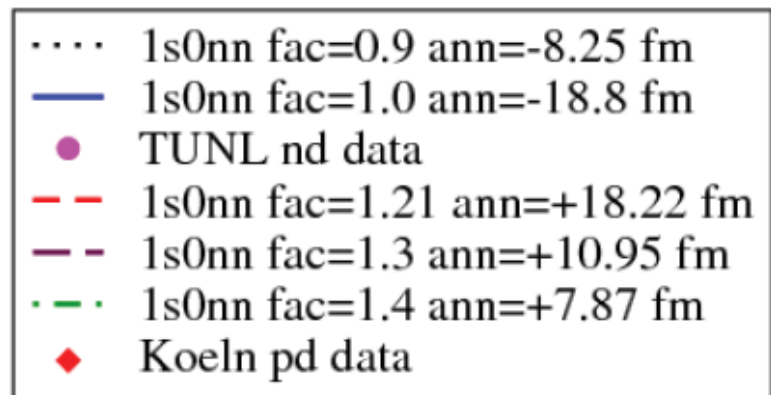 1s0nn fac=0.9 ann=-8.25 fm
1s0nn fac=1.0 ann=-18.8 fm
TUNL nd data
1s0nn fac=1.21 ann=+18.22 fm
1s0nn fac=1.3 ann=+10.95 fm
1s0nn fac=1.4 ann=+7.87 fm
Koeln pd data